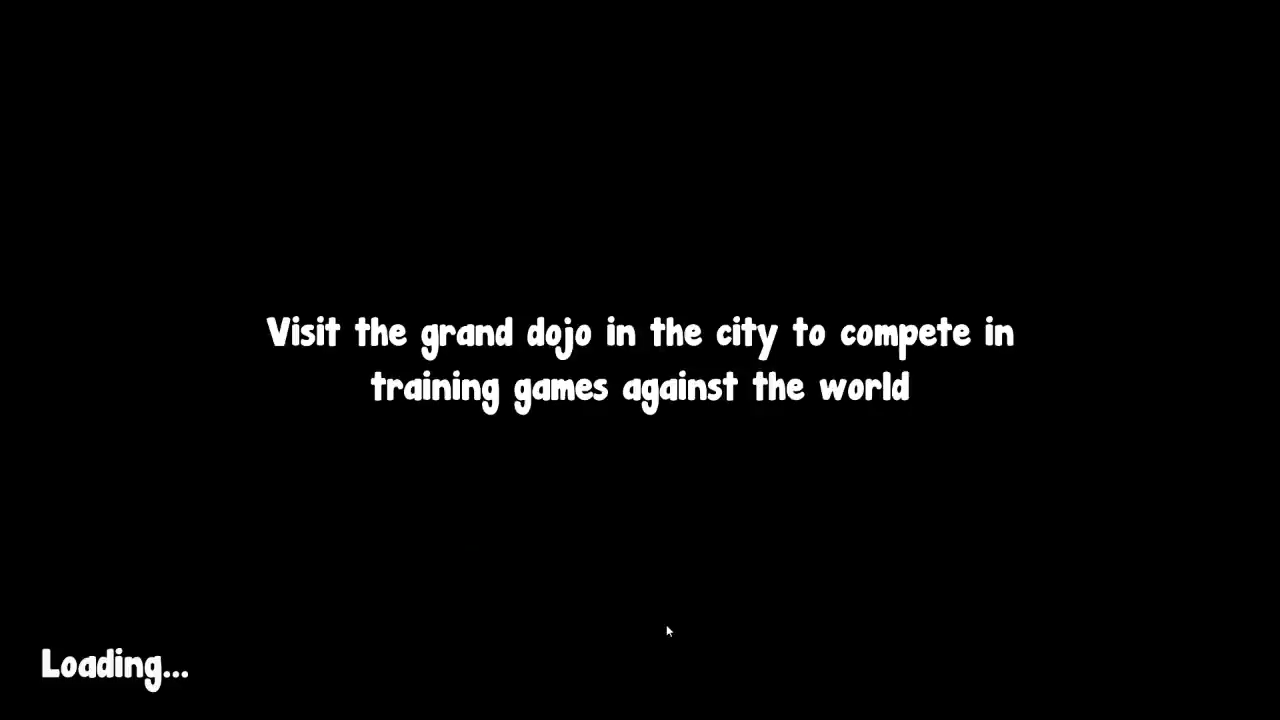 Visit the grand dojo in the city to compete in
training games against the world
Loading...